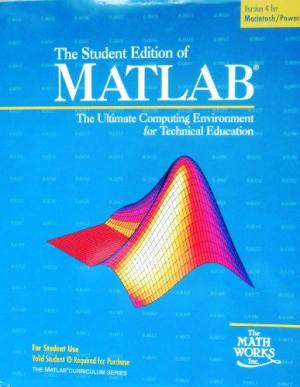 Version 4 for
Macintosh/Power
The Student Edition of
MATLAB®
The Ultimate Computing Environment
for Technical Education
For Student Use
Valid Student ID Required for Purchase
THE MATLAB® CURRICULUM SERIES
The
MATH
WORKS
Inc.